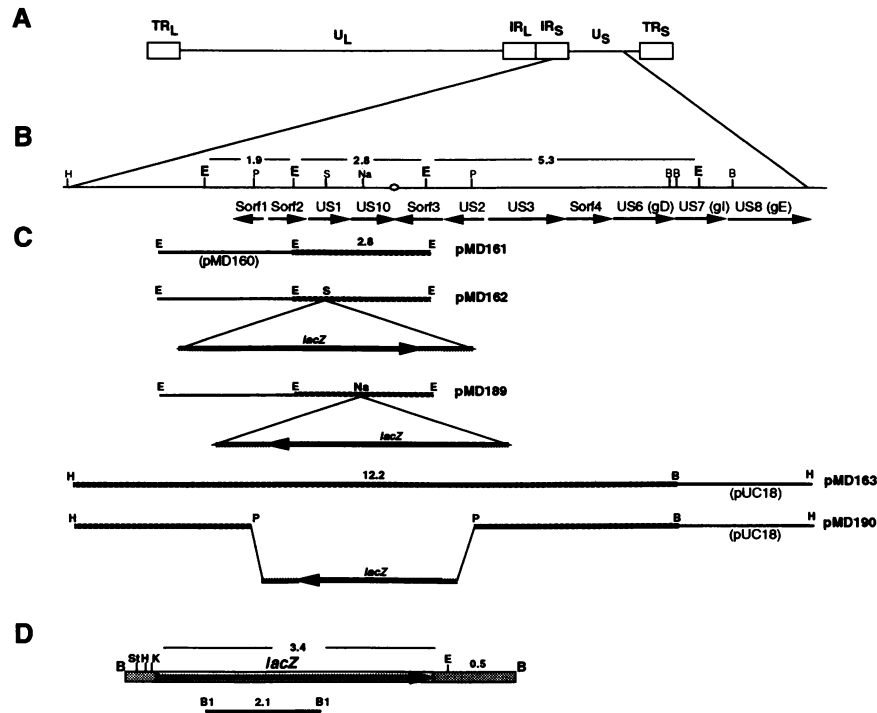 A
TRL UL IRL IRS US TRS
B
1.9 2.8 5.3
H E P E S Na E P BB E B
Sorf1 Sorf2 US1 US10 Sorf3 US2 US3 Sorf4 US6 (gD) US7 (gI) US8 (gE)
C
E E 2.8 E pMD161
(pMD160)
E E S E pMD162
lacZ
E E Na E pMD189
lacZ
H 12.2 B H pMD163
(pUC18)
H P P B H pMD190
(pUC18)
lacZ
D
3.4
B St H K lacZ E 0.5 B
B1 2.1 B1